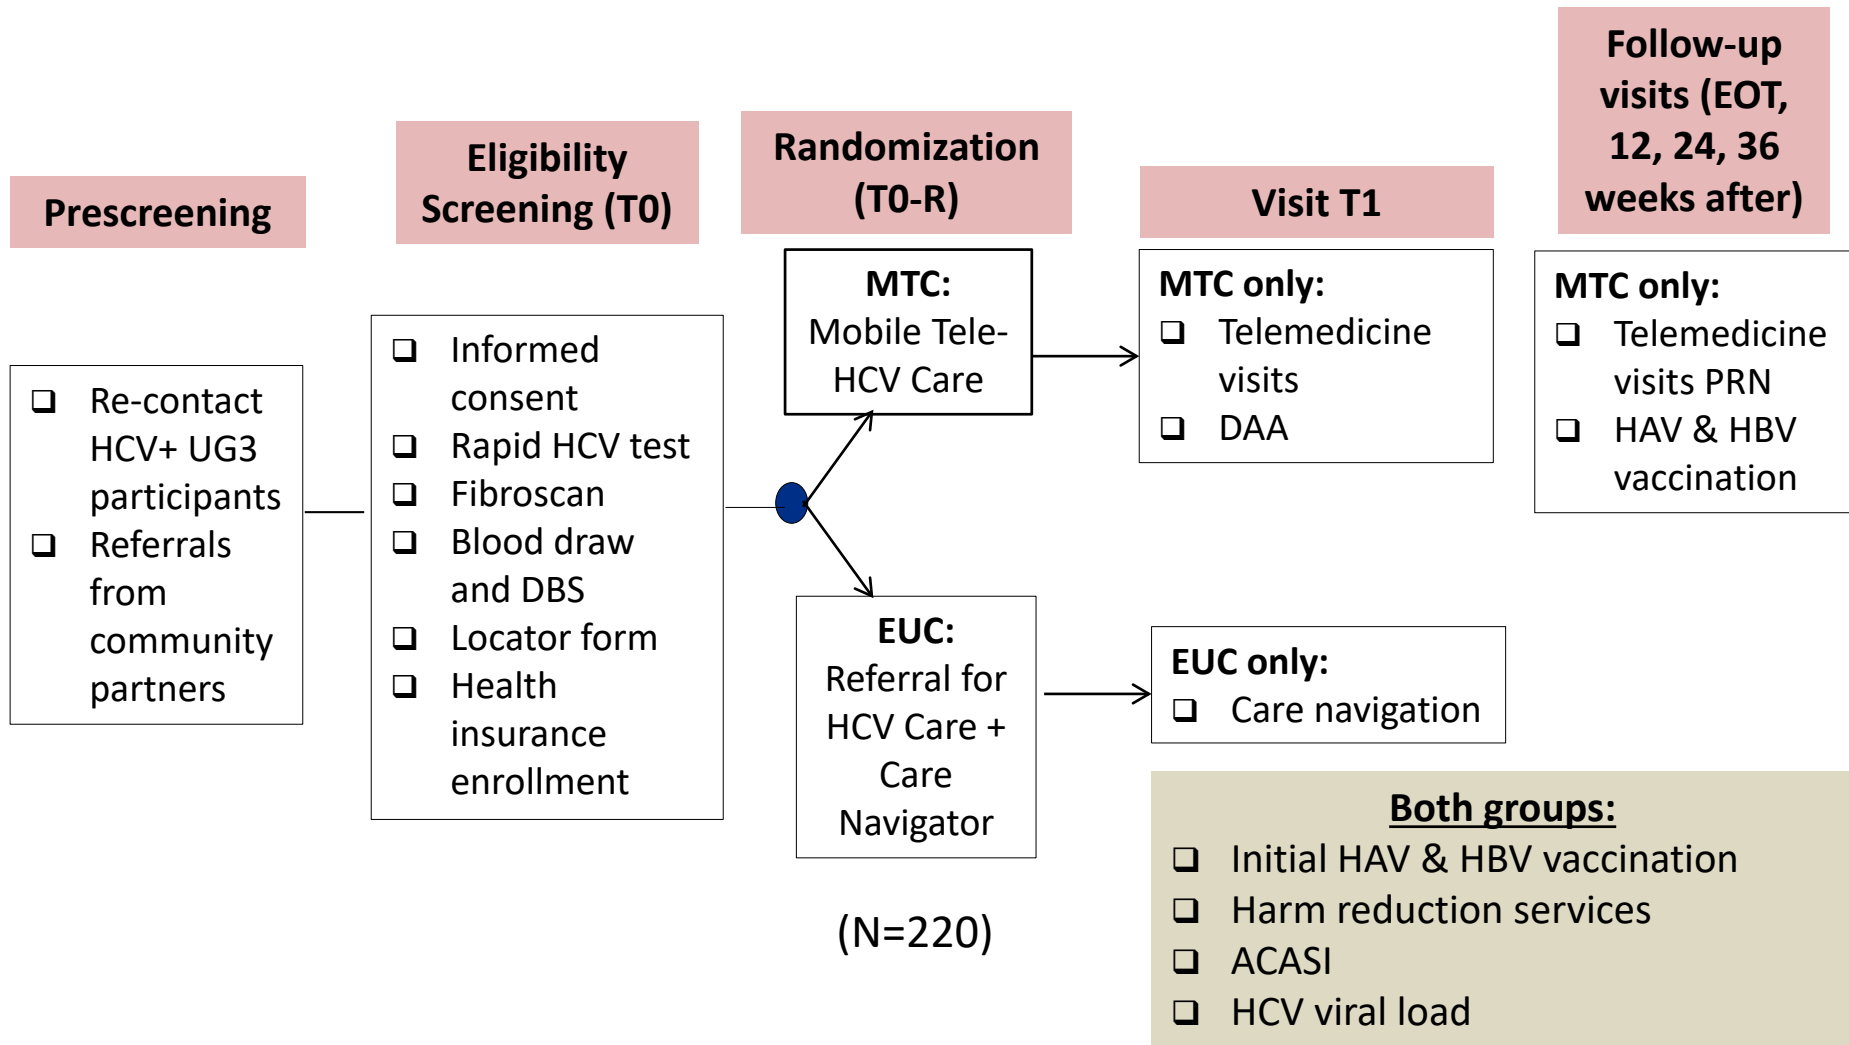 Prescreening
❑ Re-contact
HCV+ UG3
participants
❑ Referrals
from
community
partners
Eligibility
Screening (T0)
❑ Informed
consent
❑ Rapid HCV test
❑ Fibroscan
❑ Blood draw
and DBS
❑ Locator form
❑ Health
insurance
enrollment
Randomization
(T0-R)
MTC:
Mobile Tele-
HCV Care
EUC:
Referral for
HCV Care +
Care
Navigator
(N=220)
Visit T1
MTC only:
❑ Telemedicine
visits
❑ DAA
EUC only:
❑ Care navigation
Follow-up
visits (EOT,
12, 24, 36
weeks after)
MTC only:
❑ Telemedicine
visits PRN
❑ HAV & HBV
vaccination
Both groups:
❑ Initial HAV & HBV vaccination
❑ Harm reduction services
❑ ACASI
❑ HCV viral load